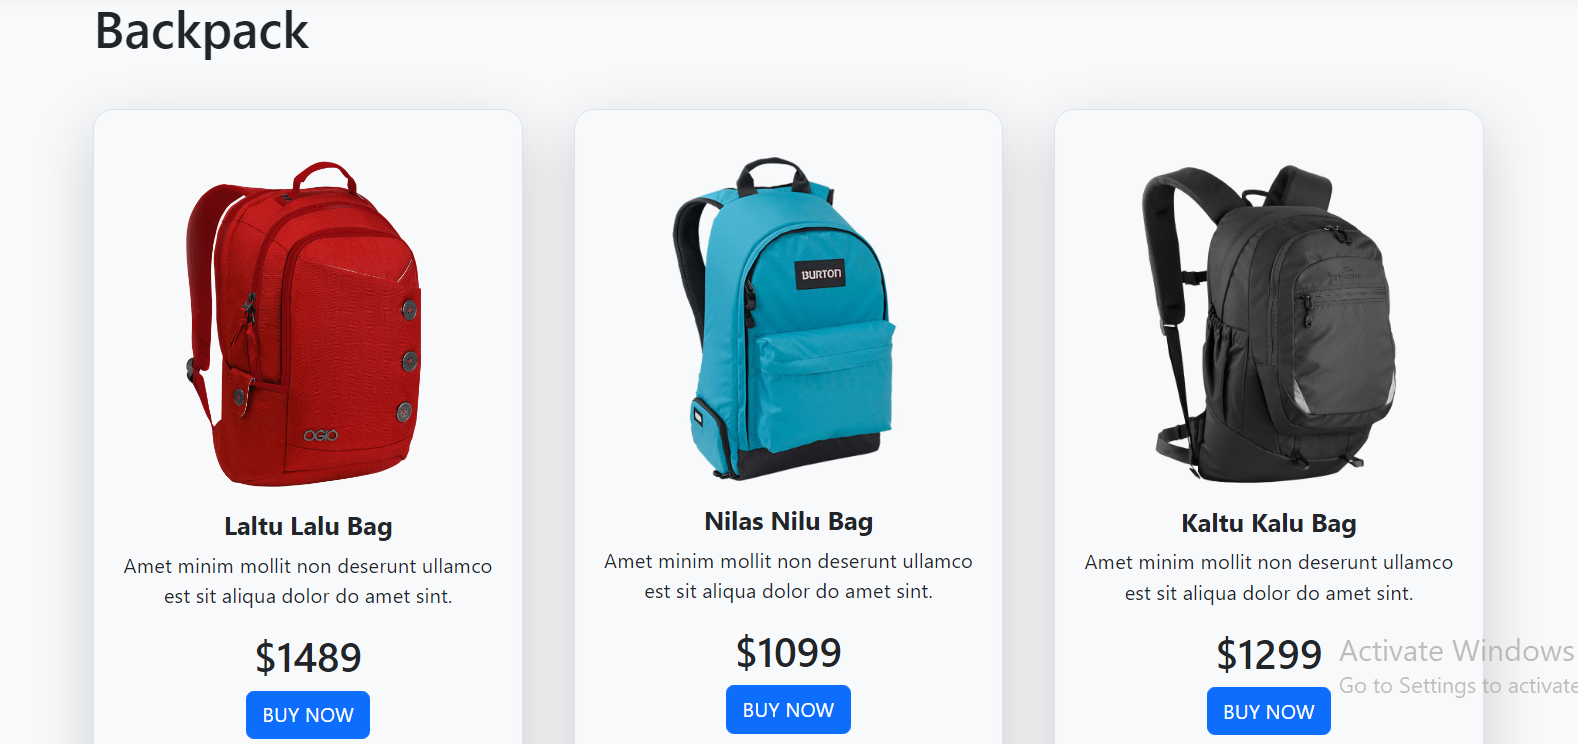 Backpack
OGIO
BURTON
Laltu Lalu Bag
Amet minim mollit non deserunt ullamco
est sit aliqua dolor do amet sint.
$1489
BUY NOW
Nilas Nilu Bag
Amet minim mollit non deserunt ullamco
est sit aliqua dolor do amet sint.
$1099
BUY NOW
Kaltu Kalu Bag
Amet minim mollit non deserunt ullamco
est sit aliqua dolor do amet sint.
$1299
BUY NOW
Activate Windows
Go to Settings to activate